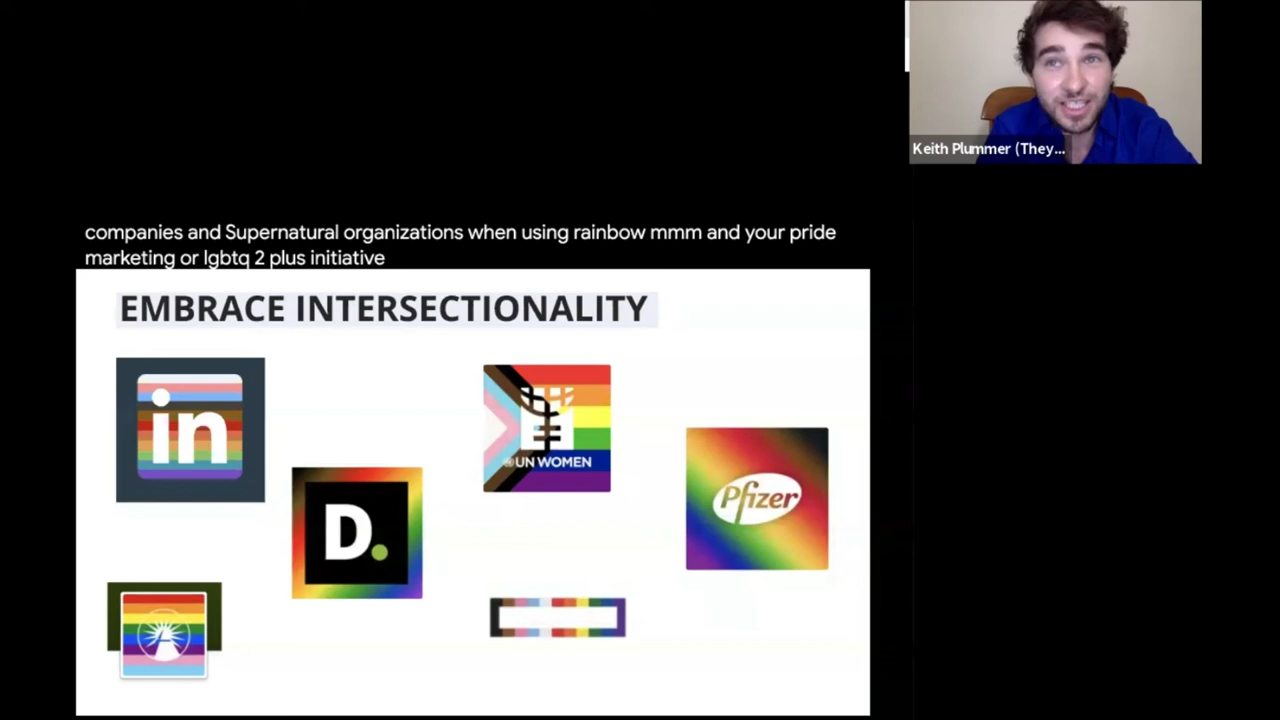 Keith Plummer (They...
companies and Supernatural organizations when using rainbow mmm and your pride
marketing or lgbtq 2 plus initiative
EMBRACE INTERSECTIONALITY
in
UN WOMEN
Pfizer
D.